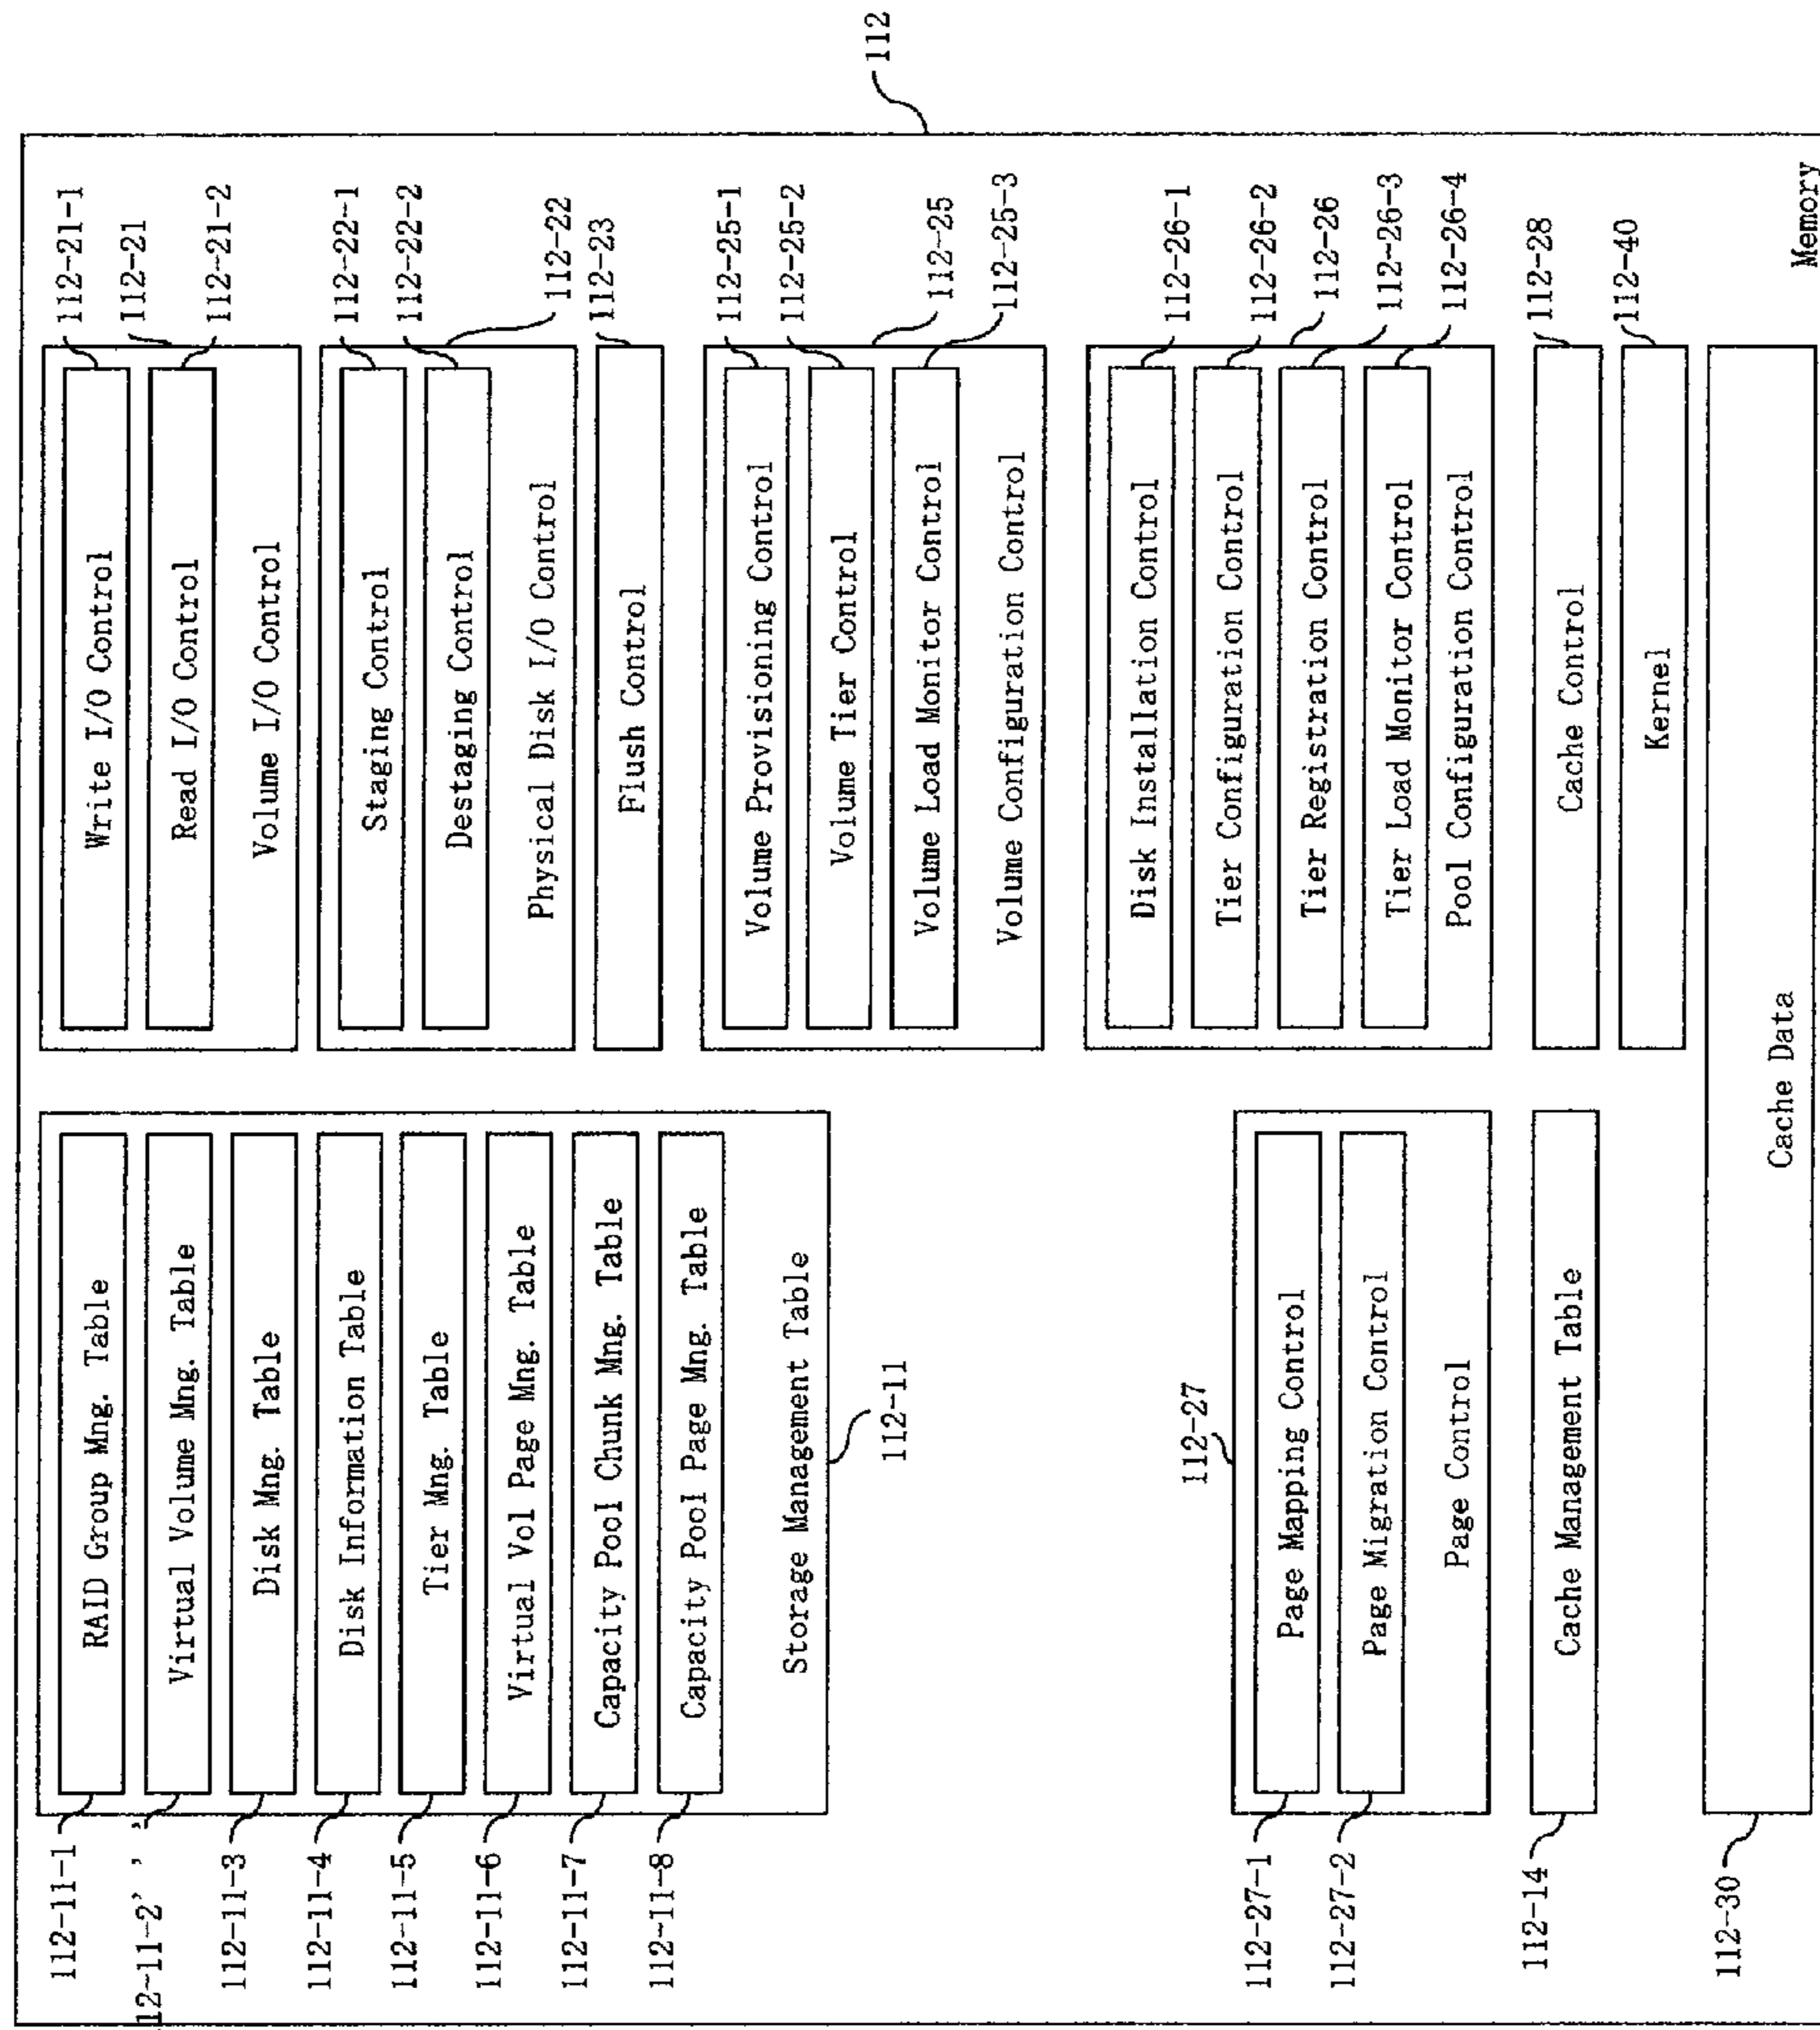 112
112-11-1
RAID Group Mng. Table
12-11-2' '
Virtual Volume Mng. Table
112-11-3
Disk Mng. Table
112-11-4
Disk Information Table
112-11-5
Tier Mng. Table
112-11-6
Virtual Vol Page Mng. Table
112-11-7
Capacity Pool Chunk Mng. Table
112-11-8
Capacity Pool Page Mng. Table
Storage Management Table
112-11
112-27
112-27-1
Page Mapping Control
112-27-2
Page Migration Control
Page Control
112-14
Cache Management Table
Write I/O Control
112-21-1
112-21
Read I/O Control
112-21-2
Volume I/O Control
Staging Control
112-22-1
Destaging Control
112-22-2
Physical Disk I/O Control
112-22
Flush Control
112-23
Volume Provisioning Control
112-25-1
Volume Tier Control
112-25-2
112-25
Volume Load Monitor Control
112-25-3
Volume Configuration Control
Disk Installation Control
112-26-1
Tier Configuration Control
112-26-2
112-26
Tier Registration Control
112-26-3
Tier Load Monitor Control
112-26-4
Pool Configuration Control
Cache Control
112-28
Kernel
112-40
112-30
Cache Data
Memory